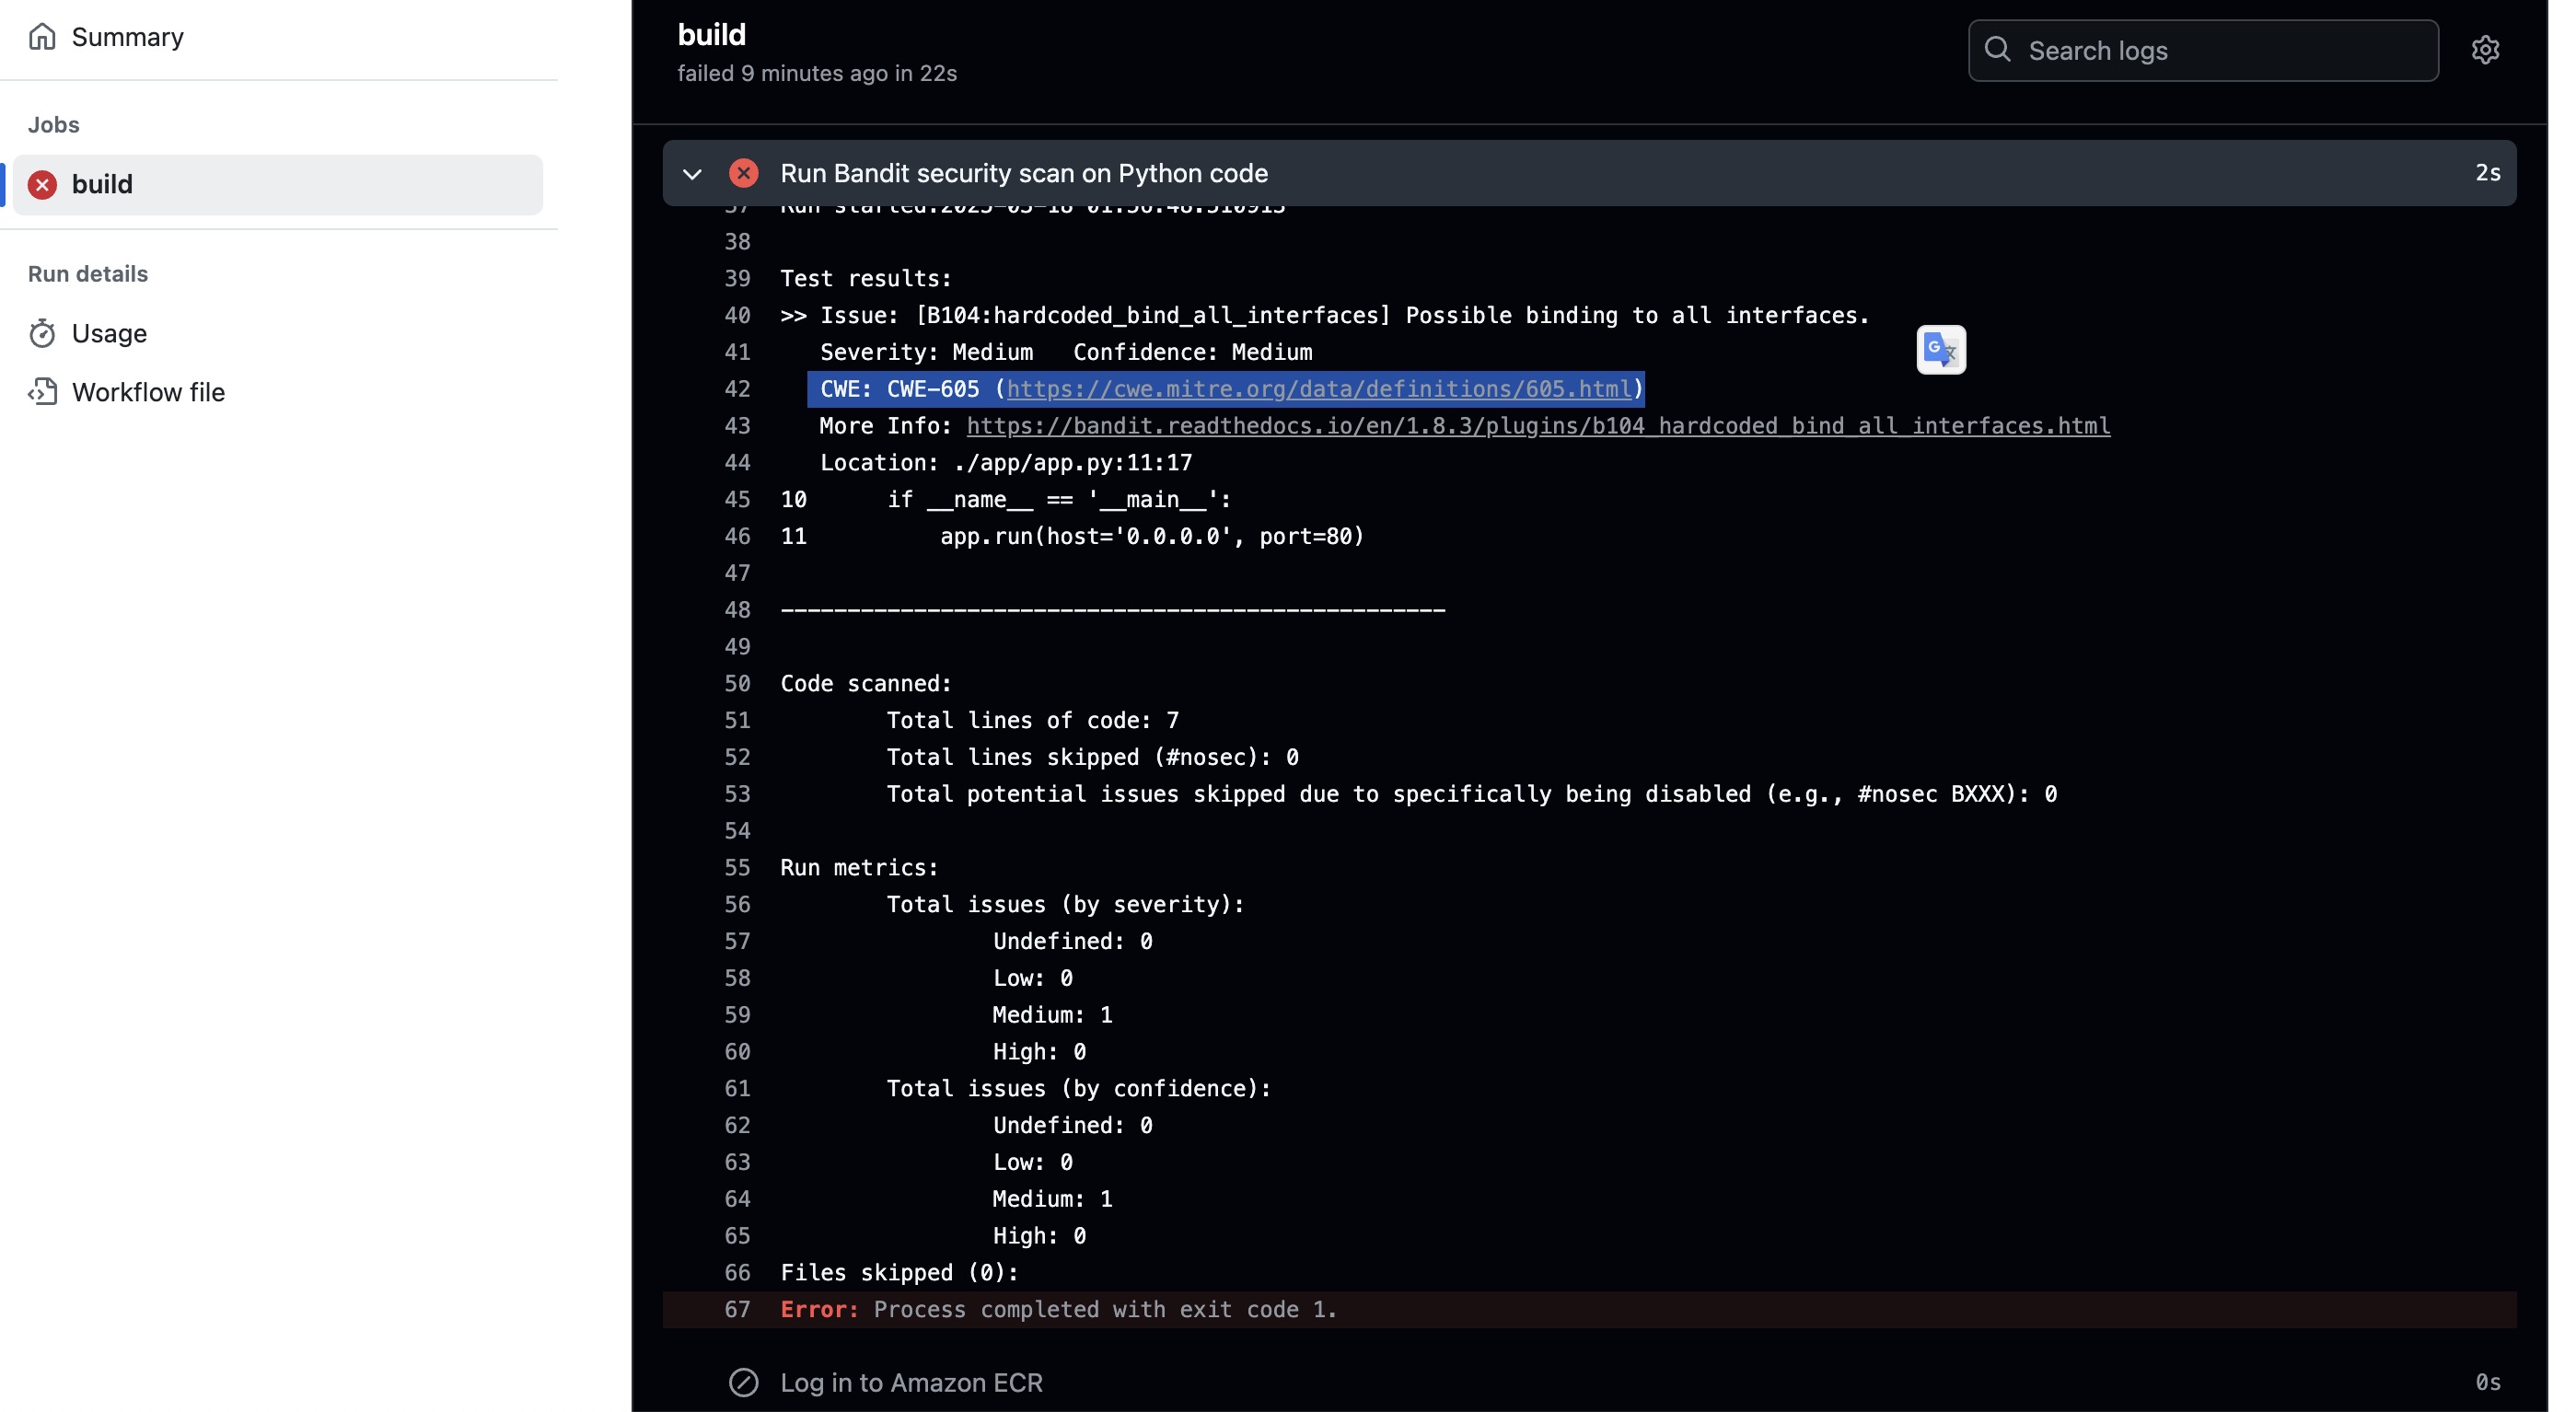 Summary
Jobs
build
Run details
Usage
Workflow file
build
failed 9 minutes ago in 22s
Search logs
Run Bandit security scan on Python code 2s
37 Run started:
38
39 Test results:
40 >> Issue: [B104:hardcoded_bind_all_interfaces] Possible binding to all interfaces.
41 Severity: Medium Confidence: Medium
42 CWE: CWE-605 (https://cwe.mitre.org/data/definitions/605.html)
43 More Info: https://bandit.readthedocs.io/en/1.8.3/plugins/b104_hardcoded_bind_all_interfaces.html
44 Location: ./app/app.py:11:17
45 10 if __name__ == '__main__':
46 11 app.run(host='0.0.0.0', port=80)
47
48 --------------------------------------------------
49
50 Code scanned:
51 Total lines of code: 7
52 Total lines skipped (#nosec): 0
53 Total potential issues skipped due to specifically being disabled (e.g., #nosec BXXX): 0
54
55 Run metrics:
56 Total issues (by severity):
57 Undefined: 0
58 Low: 0
59 Medium: 1
60 High: 0
61 Total issues (by confidence):
62 Undefined: 0
63 Low: 0
64 Medium: 1
65 High: 0
66 Files skipped (0):
67 Error: Process completed with exit code 1.
Log in to Amazon ECR 0s